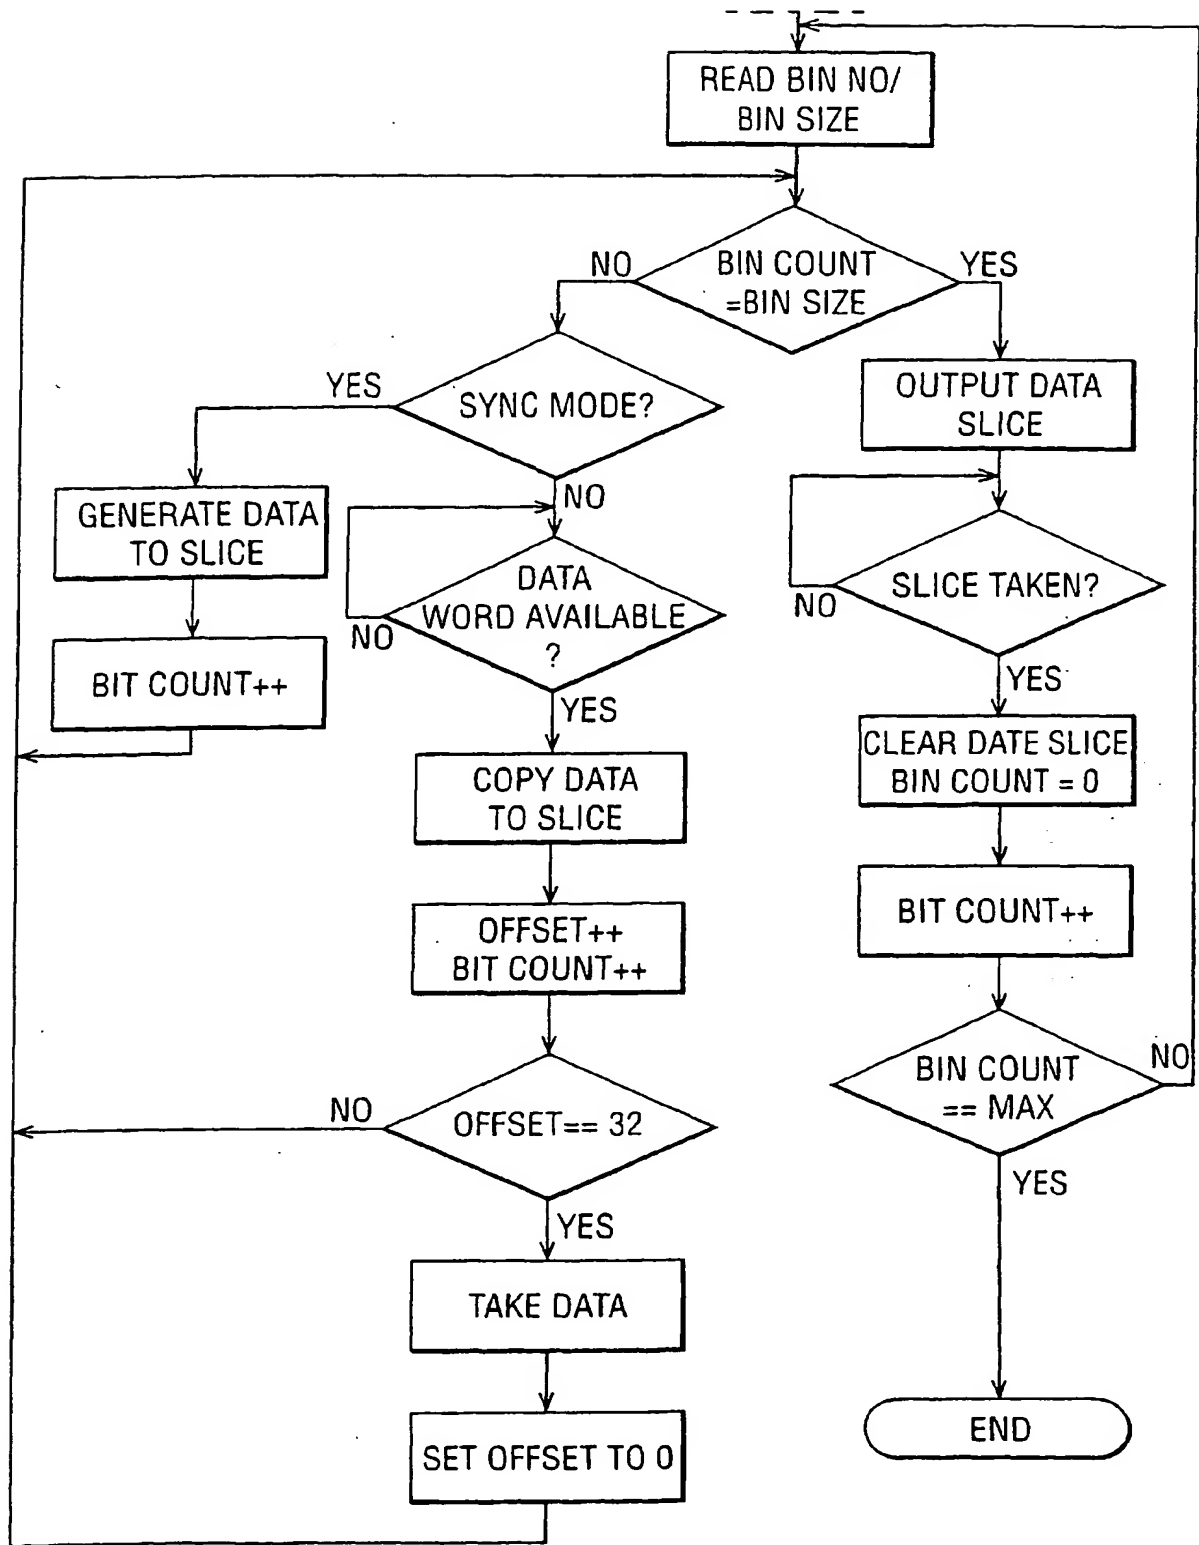 READ BIN NO/
BIN SIZE
NO
BIN COUNT
=BIN SIZE
YES
YES
SYNC MODE?
NO
OUTPUT DATA
SLICE
GENERATE DATA
TO SLICE
DATA
WORD AVAILABLE
?
NO
YES
SLICE TAKEN?
NO
YES
BIT COUNT++
COPY DATA
TO SLICE
CLEAR DATE SLICE
BIN COUNT = 0
OFFSET++
BIT COUNT++
BIT COUNT++
OFFSET== 32
NO
YES
BIN COUNT
== MAX
NO
YES
TAKE DATA
SET OFFSET TO 0
END